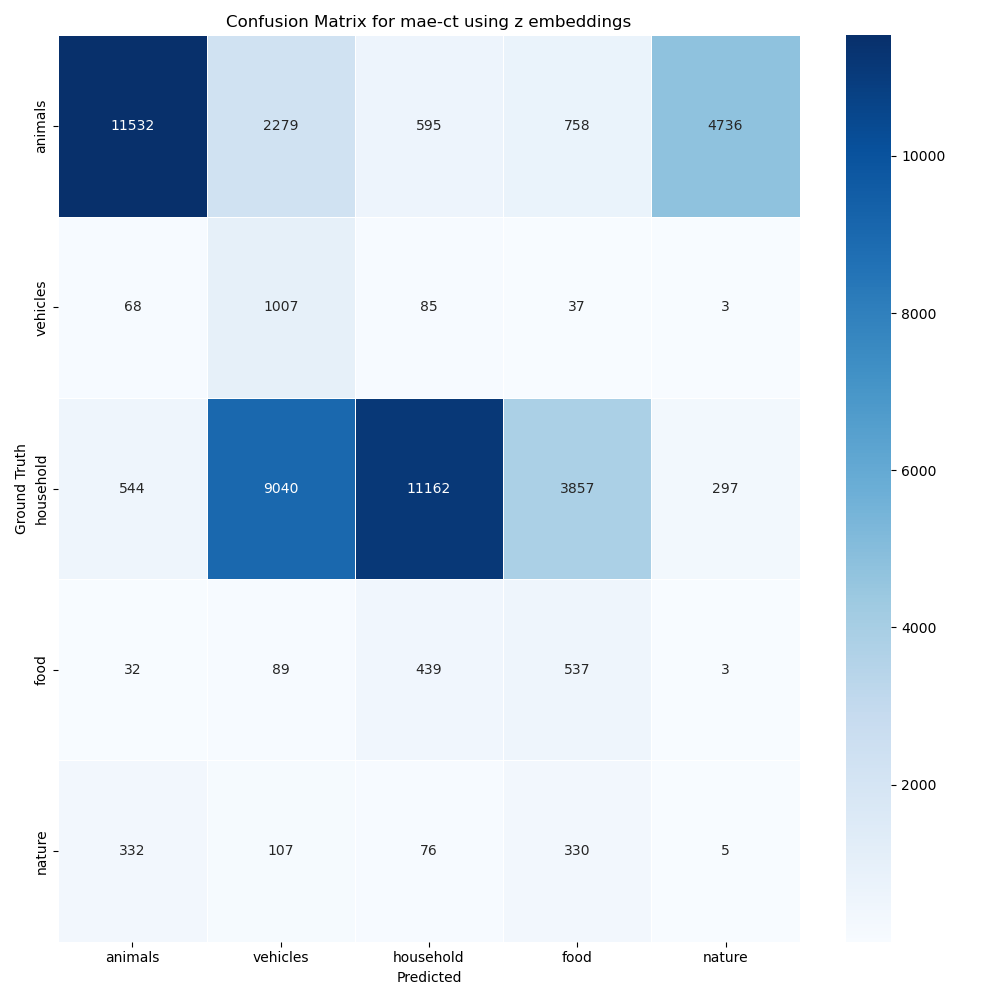 Confusion Matrix for mae-ct using z embeddings
animals 11532 2279 595 758 4736
vehicles 68 1007 85 37 3
household 544 9040 11162 3857 297
food 32 89 439 537 3
nature 332 107 76 330 5
Ground Truth
animals vehicles household food nature
Predicted
10000
8000
6000
4000
2000